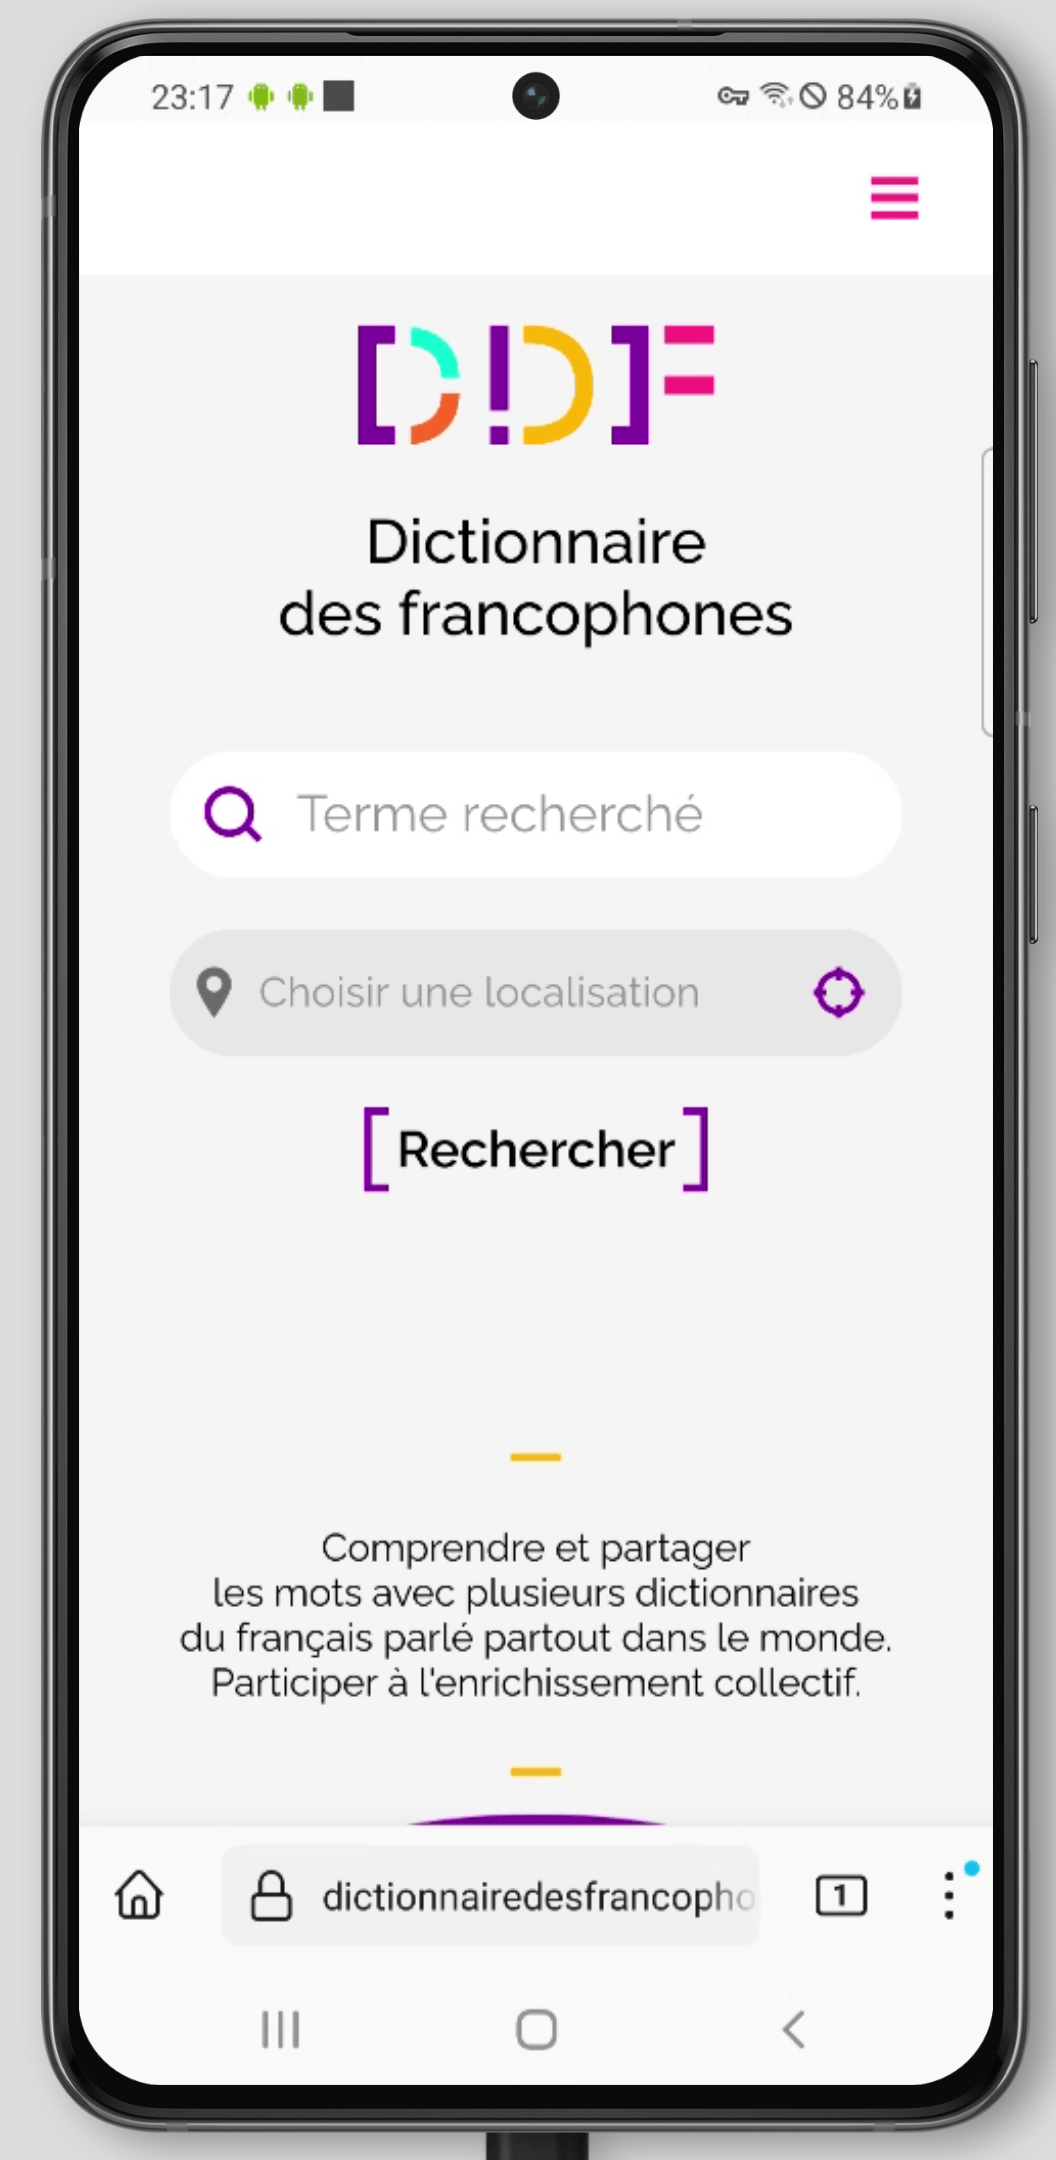 23:17 84%
DDF
Dictionnaire
des francophones
Terme recherché
Choisir une localisation
[Rechercher]
Comprendre et partager
les mots avec plusieurs dictionnaires
du français parlé partout dans le monde.
Participer à l'enrichissement collectif.
dictionnairedesfrancopho
1